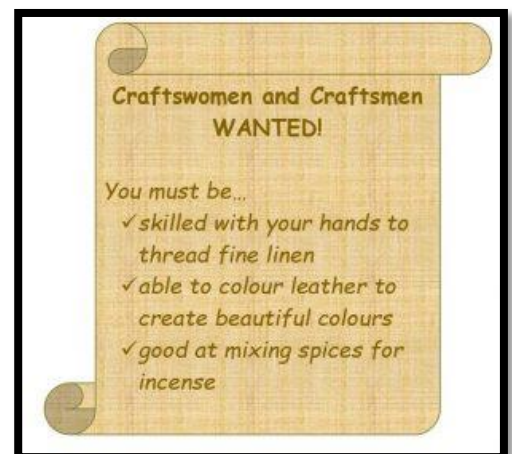 Craftswomen and Craftsmen
WANTED!
You must be...
✓skilled with your hands to
thread fine linen
✓able to colour leather to
create beautiful colours
✓good at mixing spices for
incense